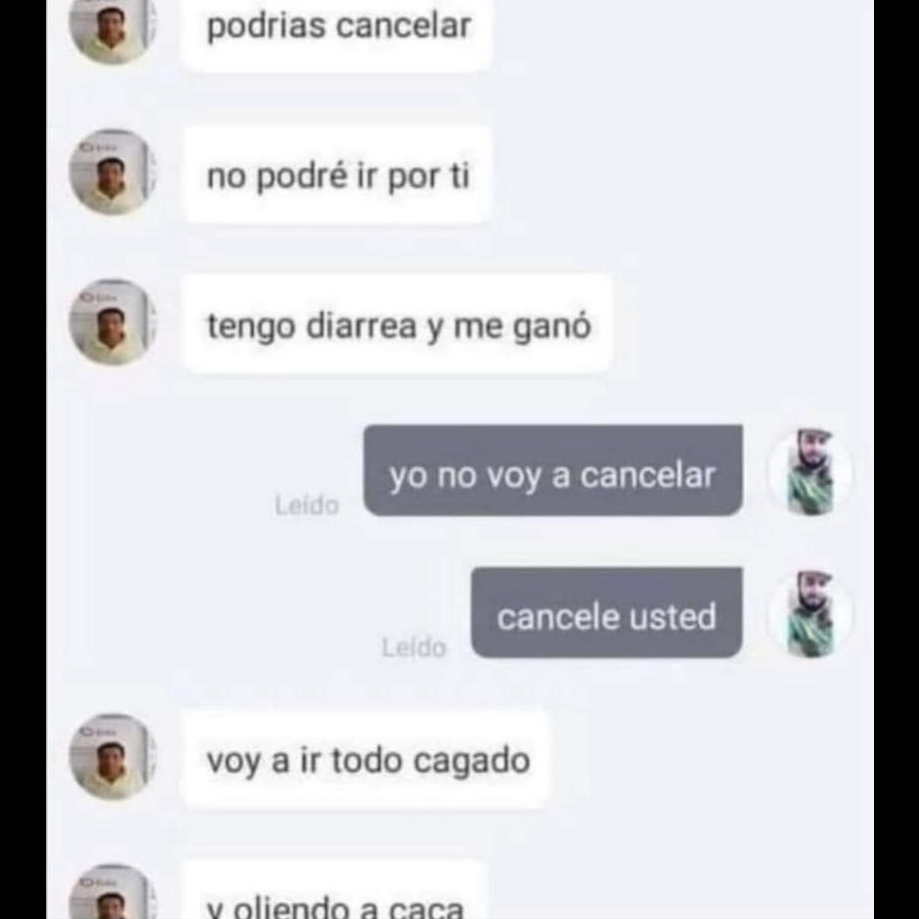 podrias cancelar
no podré ir por ti
tengo diarrea y me ganó
yo no voy a cancelar
Leído
cancele usted
Leído
voy a ir todo cagado
y oliendo a caca